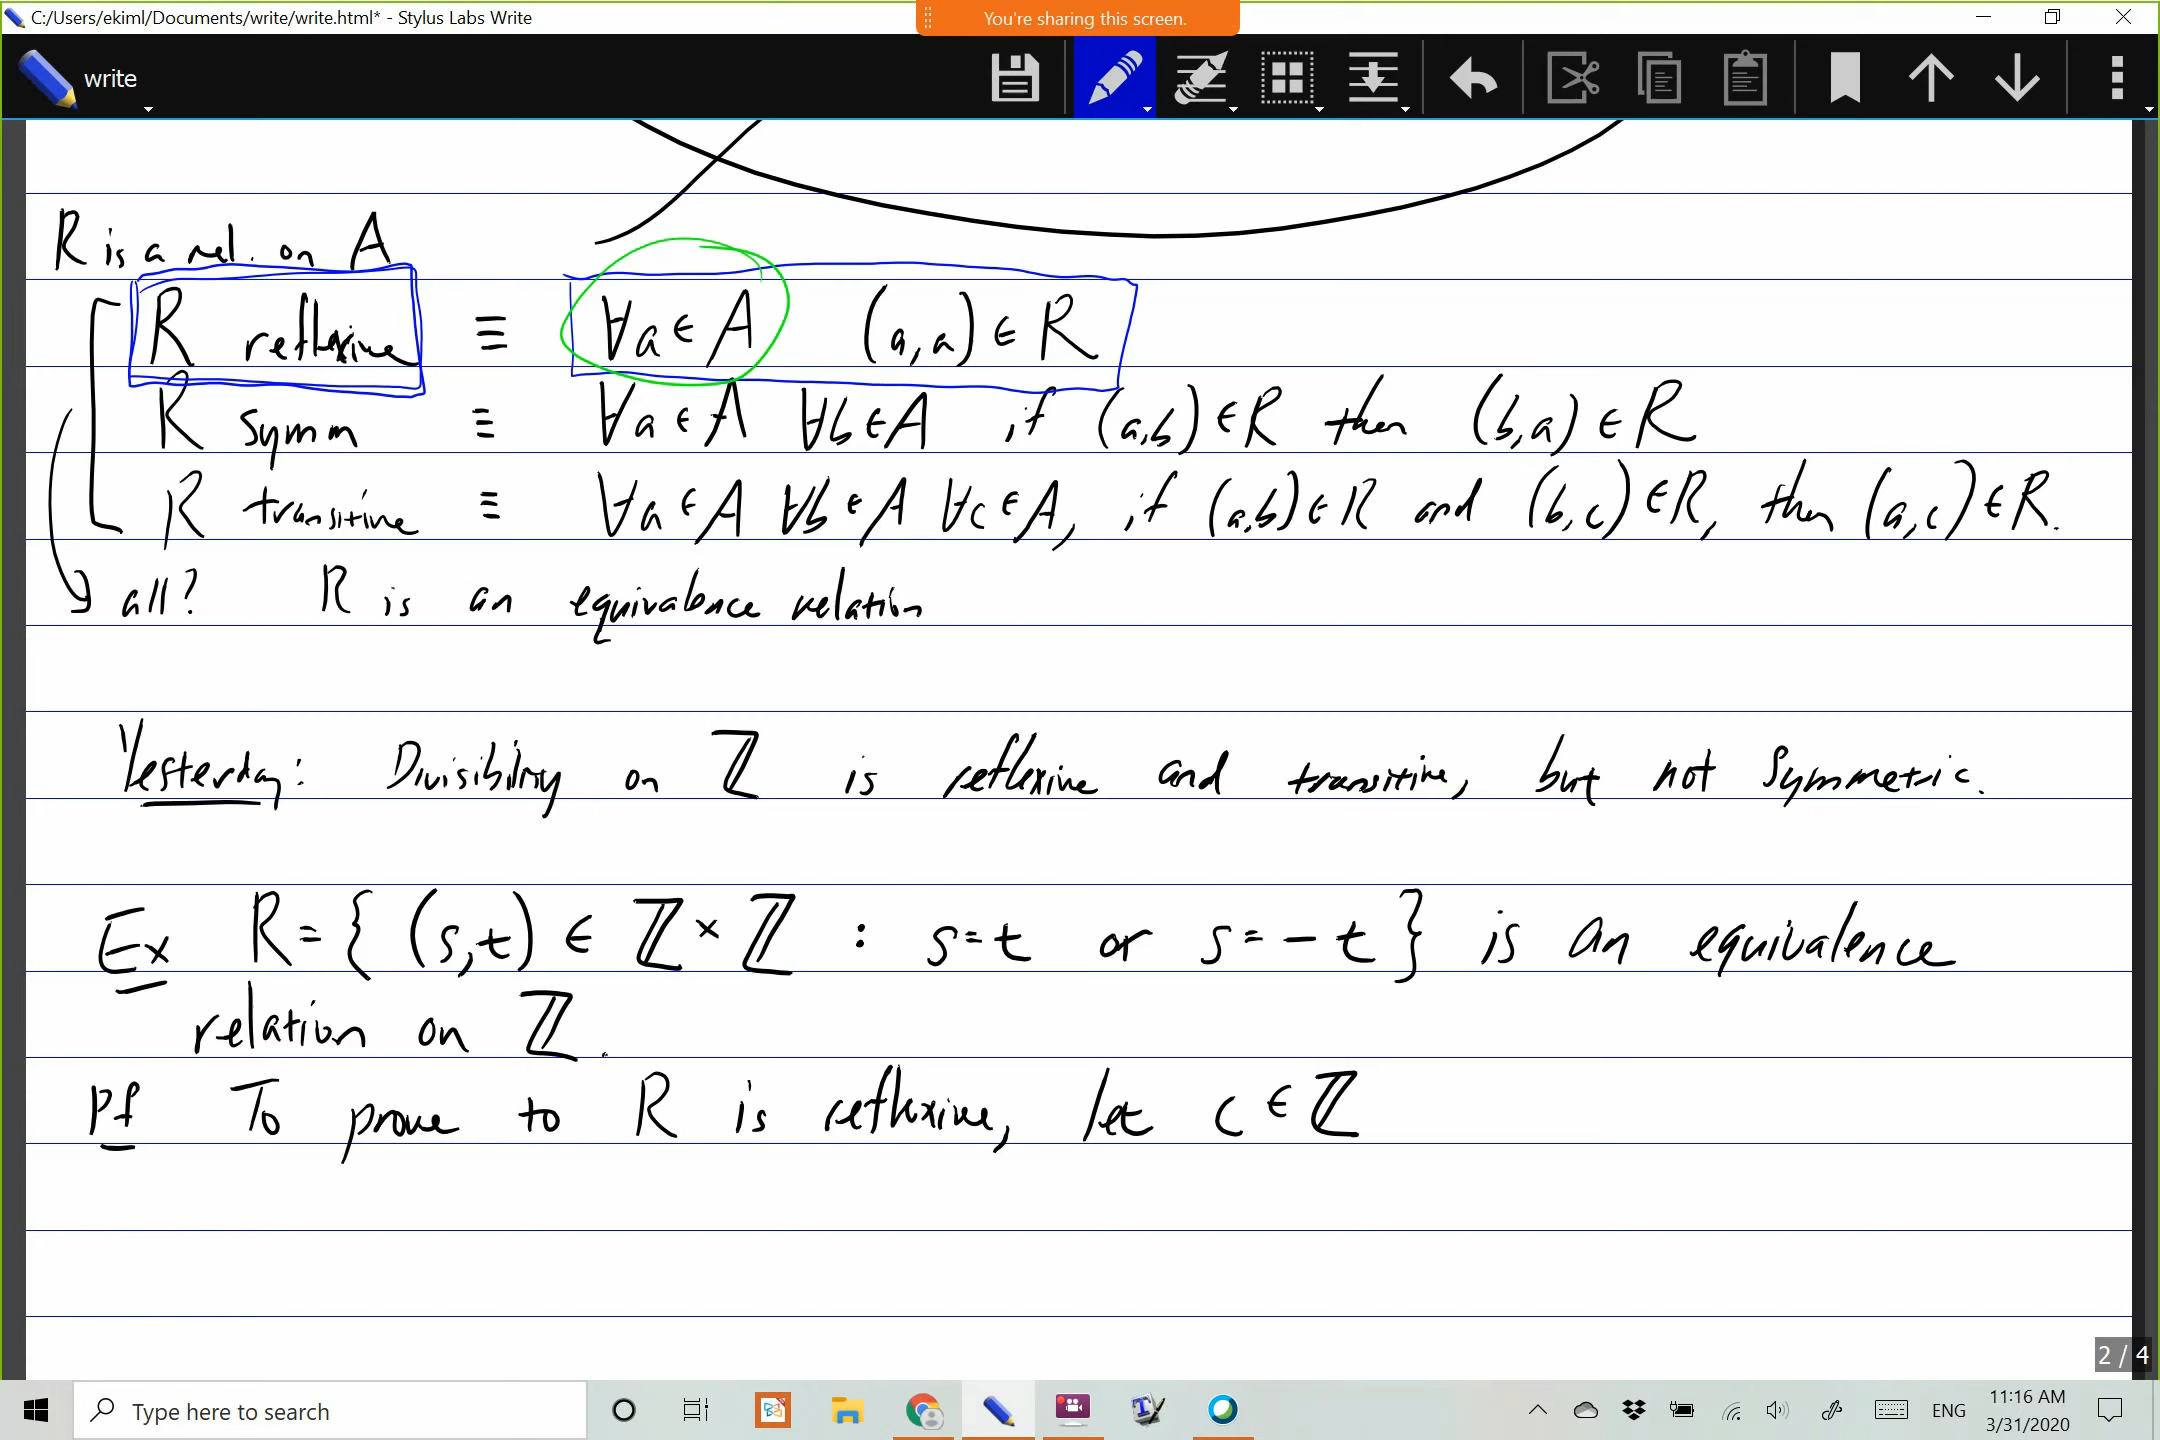 C:/Users/ekiml/Documents/write/write.html* - Stylus Labs Write
You're sharing this screen.
write
R is a rel. on A
R reflexive ≡ ∀a∈A (a,a)∈R
R symm ≡ ∀a∈A ∀b∈A if (a,b)∈R then (b,a)∈R
R transitive ≡ ∀a∈A ∀b∈A ∀c∈A, if (a,b)∈R and (b,c)∈R, then (a,c)∈R.
all? R is an equivalence relation
Yesterday: Divisibility on ℤ is reflexive and transitive, but not symmetric.
Ex R={ (s,t) ∈ ℤ×ℤ : s=t or s=-t} is an equivalence
relation on ℤ.
Pf To prove to R is reflexive, let c∈ℤ
2 / 4
Type here to search
ENG
11:16 AM
3/31/2020